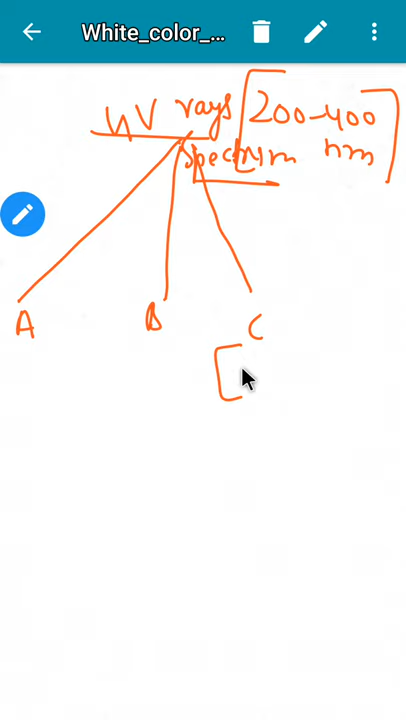 White_color_...
UV rays [200-400
spectrum nm]
A B C
[